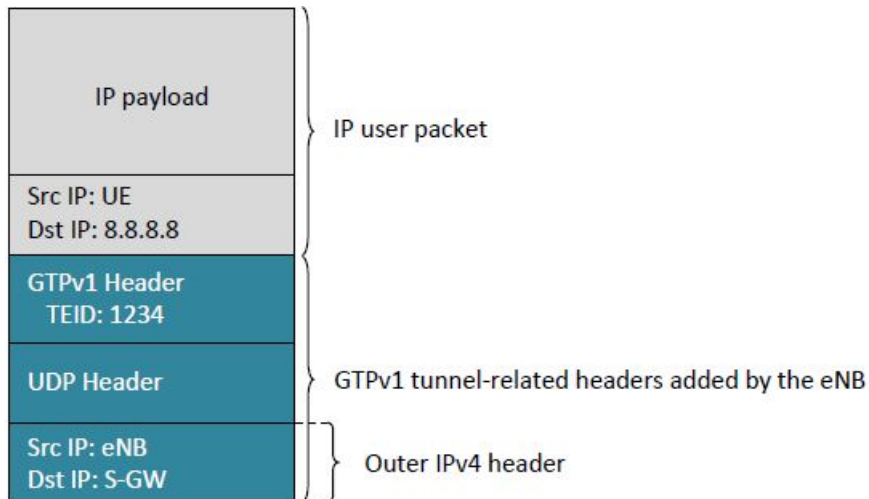 IP payload
IP user packet
Src IP: UE
Dst IP: 8.8.8.8
GTPv1 Header
TEID: 1234
UDP Header
GTPv1 tunnel-related headers added by the eNB
Src IP: eNB
Dst IP: S-GW
Outer IPv4 header